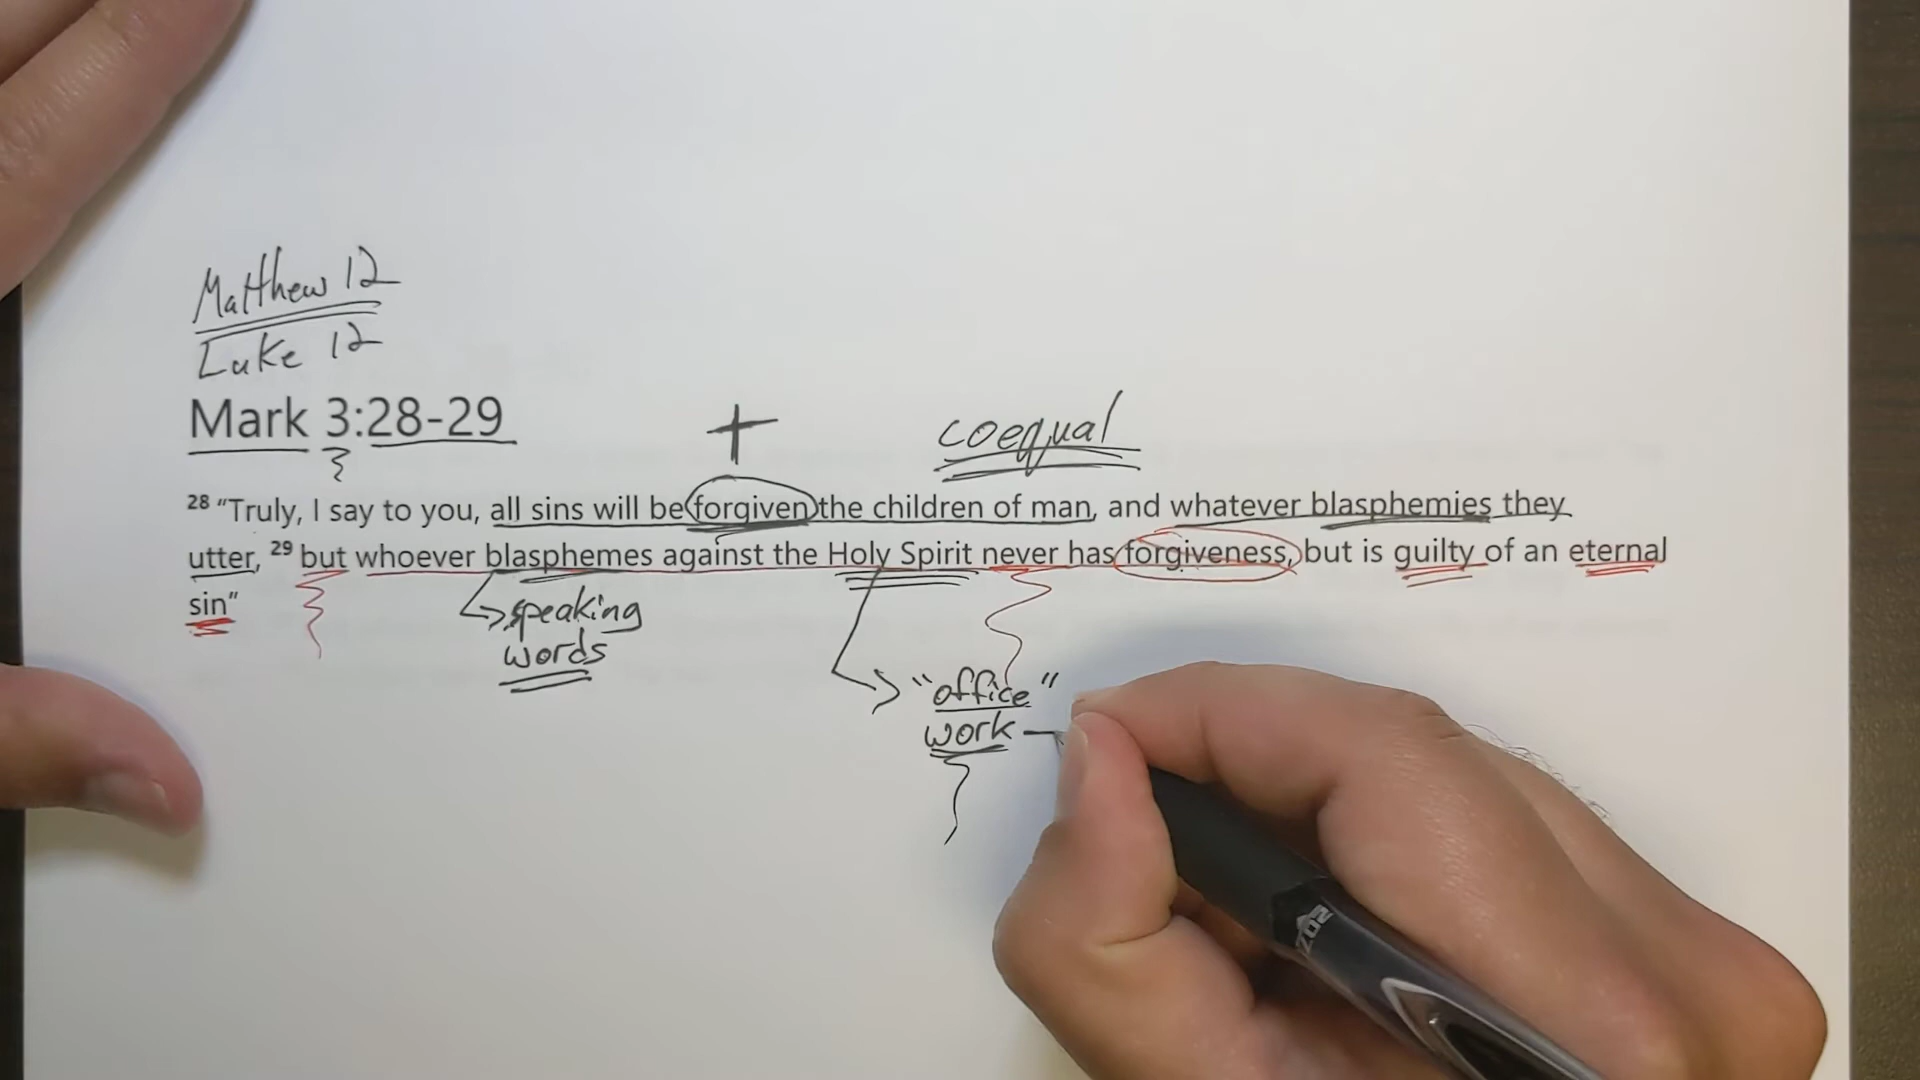 Matthew 12
Luke 12
Mark 3:28-29
+ coequal
28 "Truly, I say to you, all sins will be forgiven the children of man, and whatever blasphemies they
utter, 29 but whoever blasphemes against the Holy Spirit never has forgiveness, but is guilty of an eternal
sin"
speaking
words
"office"
work
207